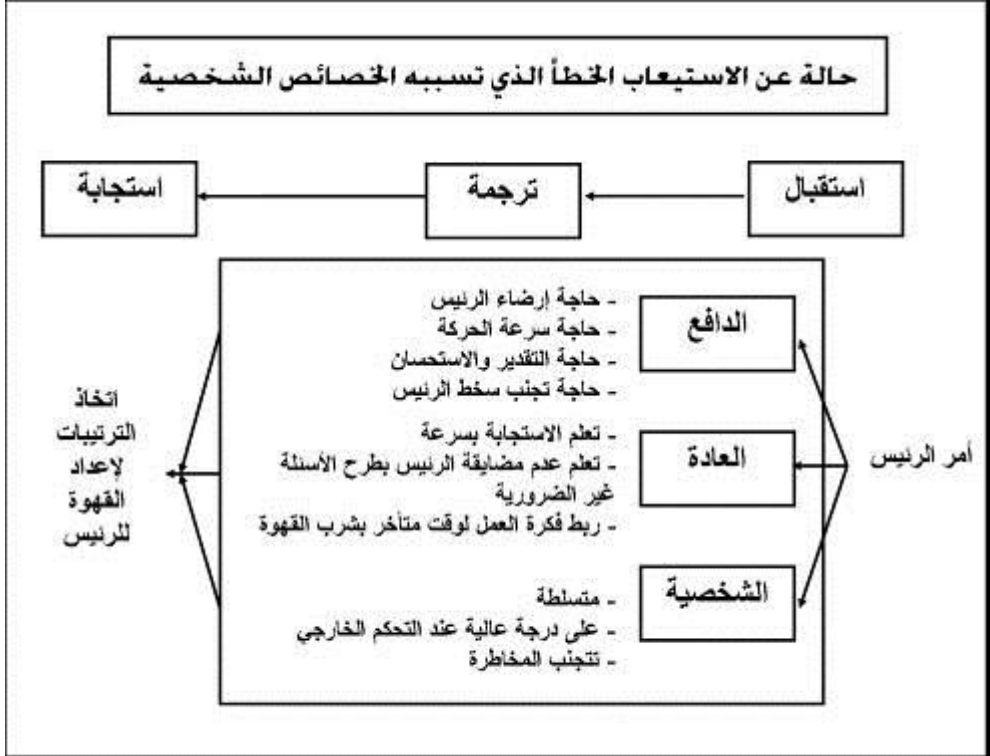 حالة عن الاستيعاب الخطأ الذي تسببه الخصائص الشخصية
استقبال
ترجمة
استجابة
أمر الرئيس
الدافع
- حاجة إرضاء الرئيس
- حاجة سرعة الحركة
- حاجة التقدير والاستحسان
- حاجة تجنب سخط الرئيس
العادة
- تعلم الاستجابة بسرعة
- تعلم عدم مضايقة الرئيس بطرح الأسئلة
غير الضرورية
- ربط فكرة العمل لوقت متأخر بشرب القهوة
الشخصية
- متسلطة
- على درجة عالية عند التحكم الخارجي
- تتجنب المخاطرة
اتخاذ
الترتيبات
لإعداد
القهوة
للرئيس